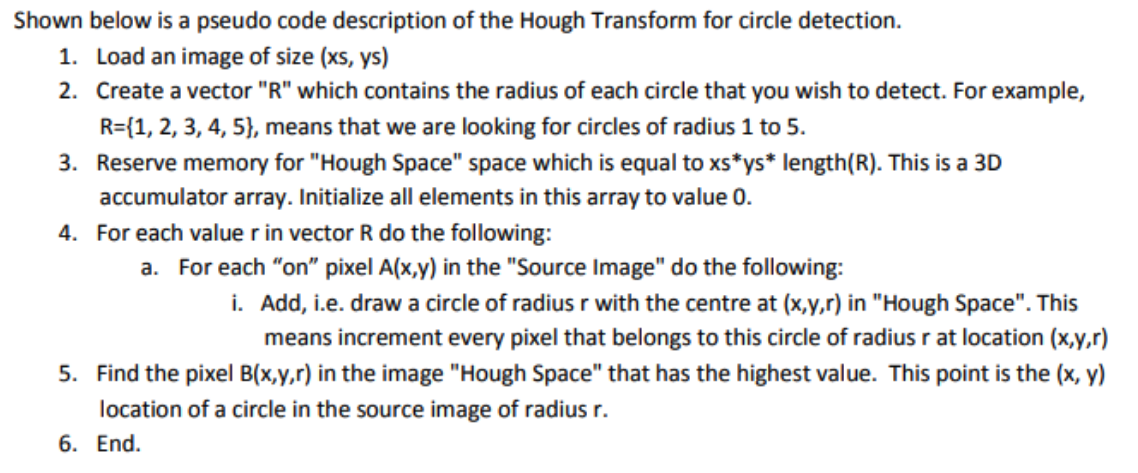 Shown below is a pseudo code description of the Hough Transform for circle detection.
1. Load an image of size (xs, ys)
2. Create a vector "R" which contains the radius of each circle that you wish to detect. For example,
R={1, 2, 3, 4, 5}, means that we are looking for circles of radius 1 to 5.
3. Reserve memory for "Hough Space" space which is equal to xs*ys* length(R). This is a 3D
accumulator array. Initialize all elements in this array to value 0.
4. For each value r in vector R do the following:
a. For each “on” pixel A(x,y) in the "Source Image" do the following:
i. Add, i.e. draw a circle of radius r with the centre at (x,y,r) in "Hough Space". This
means increment every pixel that belongs to this circle of radius r at location (x,y,r)
5. Find the pixel B(x,y,r) in the image "Hough Space" that has the highest value. This point is the (x, y)
location of a circle in the source image of radius r.
6. End.